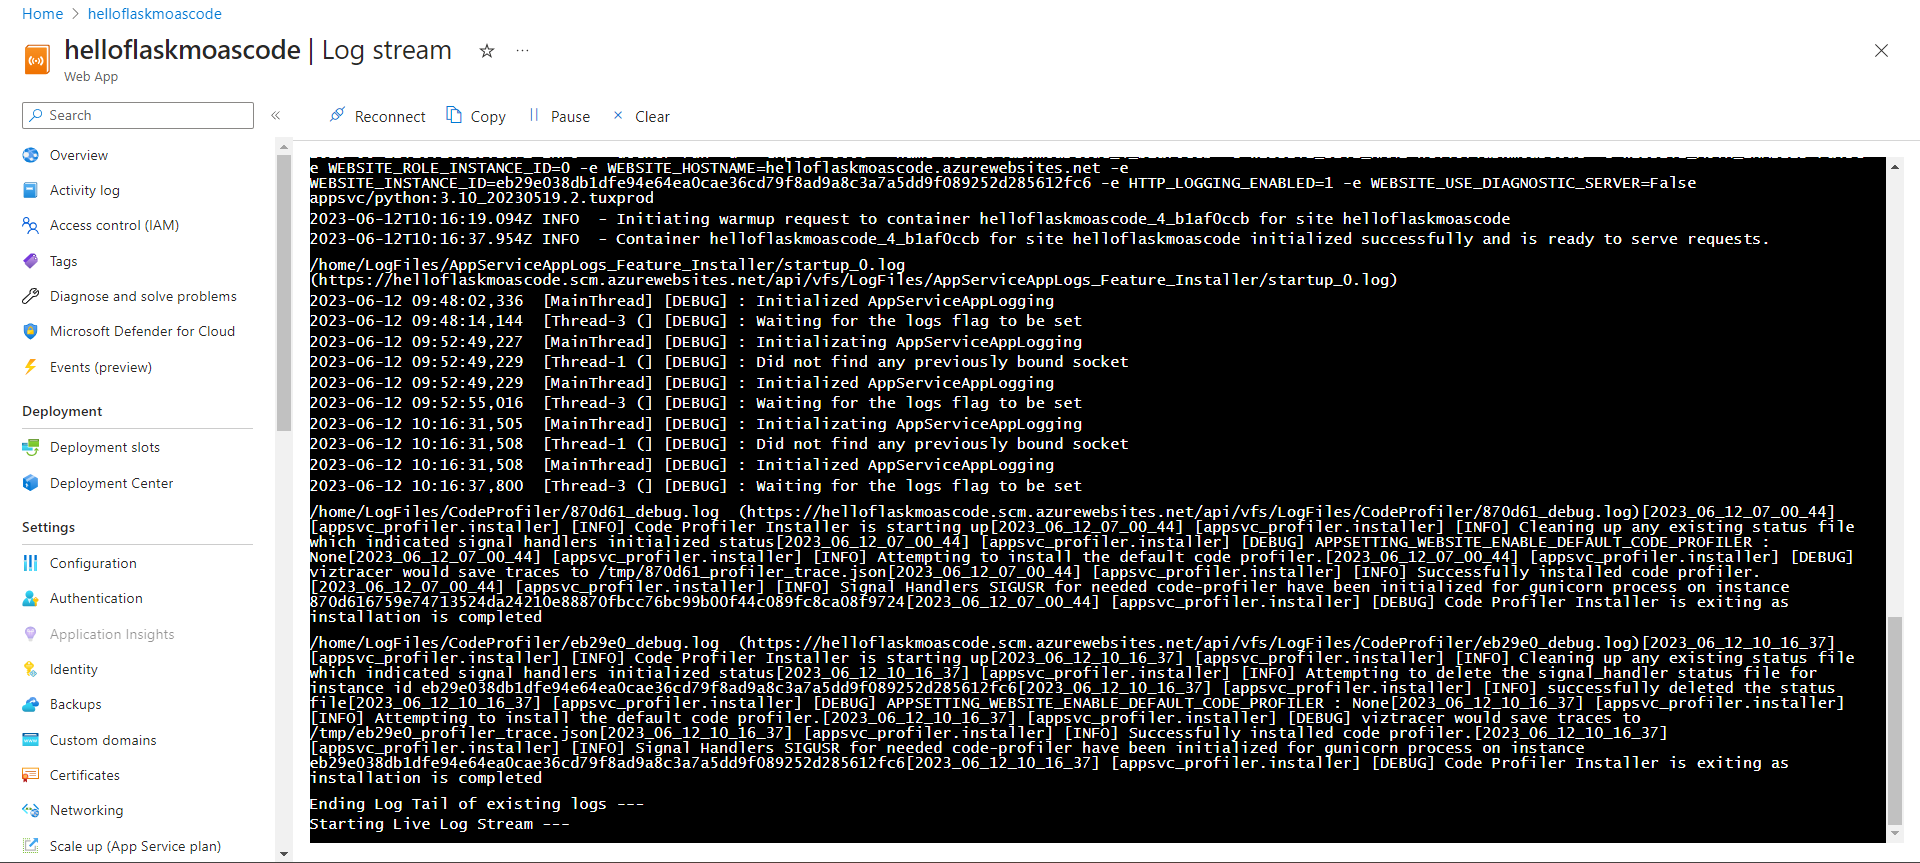 Home > helloflaskmoascode
helloflaskmoascode | Log stream
Web App
Search
Reconnect Copy Pause Clear
Overview
Activity log
Access control (IAM)
Tags
Diagnose and solve problems
Microsoft Defender for Cloud
Events (preview)
Deployment
Deployment slots
Deployment Center
Settings
Configuration
Authentication
Application Insights
Identity
Backups
Custom domains
Certificates
Networking
Scale up (App Service plan)
e WEBSITE_ROLE_INSTANCE_ID=0 -e WEBSITE_HOSTNAME=helloflaskmoascode.azurewebsites.net -e
WEBSITE_INSTANCE_ID=eb29e038db1dfe94e64ea0cae36cd79f8ad9a8c3a7a5dd9f089252d285612fc6 -e HTTP_LOGGING_ENABLED=1 -e WEBSITE_USE_DIAGNOSTIC_SERVER=False
appsvc/python:3.10_20230519.2.tuxprod
2023-06-12T10:16:19.094Z INFO  - Initiating warmup request to container helloflaskmoascode_4_b1af0ccb for site helloflaskmoascode
2023-06-12T10:16:37.954Z INFO  - Container helloflaskmoascode_4_b1af0ccb for site helloflaskmoascode initialized successfully and is ready to serve requests.
/home/LogFiles/AppServiceAppLogs_Feature_Installer/startup_0.log
(https://helloflaskmoascode.scm.azurewebsites.net/api/vfs/LogFiles/AppServiceAppLogs_Feature_Installer/startup_0.log)
2023-06-12 09:48:02,336  [MainThread] [DEBUG] : Initialized AppServiceAppLogging
2023-06-12 09:48:14,144  [Thread-3 (] [DEBUG] : Waiting for the logs flag to be set
2023-06-12 09:52:49,227  [MainThread] [DEBUG] : Initializating AppServiceAppLogging
2023-06-12 09:52:49,229  [Thread-1 (] [DEBUG] : Did not find any previously bound socket
2023-06-12 09:52:49,229  [MainThread] [DEBUG] : Initialized AppServiceAppLogging
2023-06-12 09:52:55,016  [Thread-3 (] [DEBUG] : Waiting for the logs flag to be set
2023-06-12 10:16:31,505  [MainThread] [DEBUG] : Initializating AppServiceAppLogging
2023-06-12 10:16:31,508  [Thread-1 (] [DEBUG] : Did not find any previously bound socket
2023-06-12 10:16:31,508  [MainThread] [DEBUG] : Initialized AppServiceAppLogging
2023-06-12 10:16:37,800  [Thread-3 (] [DEBUG] : Waiting for the logs flag to be set
/home/LogFiles/CodeProfiler/870d61_debug.log  (https://helloflaskmoascode.scm.azurewebsites.net/api/vfs/LogFiles/CodeProfiler/870d61_debug.log)[2023_06_12_07_00_44]
[appsvc_profiler.installer] [INFO] Code Profiler Installer is starting up[2023_06_12_07_00_44] [appsvc_profiler.installer] [INFO] Cleaning up any existing status file
which indicated signal handlers initialized status[2023_06_12_07_00_44] [appsvc_profiler.installer] [DEBUG] APPSETTING_WEBSITE_ENABLE_DEFAULT_CODE_PROFILER :
None[2023_06_12_07_00_44] [appsvc_profiler.installer] [INFO] Attempting to install the default code profiler.[2023_06_12_07_00_44] [appsvc_profiler.installer] [DEBUG]
viztracer would save traces to /tmp/870d61_profiler_trace.json[2023_06_12_07_00_44] [appsvc_profiler.installer] [INFO] Successfully installed code profiler.
[2023_06_12_07_00_44] [appsvc_profiler.installer] [INFO] Signal Handlers SIGUSR for needed code-profiler have been initialized for gunicorn process on instance
870d616759e74713524da24210e88870fbcc76bc99b00f44c089fc8ca08f9724[2023_06_12_07_00_44] [appsvc_profiler.installer] [DEBUG] Code Profiler Installer is exiting as
installation is completed
/home/LogFiles/CodeProfiler/eb29e0_debug.log  (https://helloflaskmoascode.scm.azurewebsites.net/api/vfs/LogFiles/CodeProfiler/eb29e0_debug.log)[2023_06_12_10_16_37]
[appsvc_profiler.installer] [INFO] Code Profiler Installer is starting up[2023_06_12_10_16_37] [appsvc_profiler.installer] [INFO] Cleaning up any existing status file
which indicated signal handlers initialized status[2023_06_12_10_16_37] [appsvc_profiler.installer] [INFO] Attempting to delete the signal_handler status file for
instance id eb29e038db1dfe94e64ea0cae36cd79f8ad9a8c3a7a5dd9f089252d285612fc6[2023_06_12_10_16_37] [appsvc_profiler.installer] [INFO] successfully deleted the status
file[2023_06_12_10_16_37] [appsvc_profiler.installer] [DEBUG] APPSETTING_WEBSITE_ENABLE_DEFAULT_CODE_PROFILER : None[2023_06_12_10_16_37] [appsvc_profiler.installer]
[INFO] Attempting to install the default code profiler.[2023_06_12_10_16_37] [appsvc_profiler.installer] [DEBUG] viztracer would save traces to
/tmp/eb29e0_profiler_trace.json[2023_06_12_10_16_37] [appsvc_profiler.installer] [INFO] Successfully installed code profiler.[2023_06_12_10_16_37]
[appsvc_profiler.installer] [INFO] Signal Handlers SIGUSR for needed code-profiler have been initialized for gunicorn process on instance
eb29e038db1dfe94e64ea0cae36cd79f8ad9a8c3a7a5dd9f089252d285612fc6[2023_06_12_10_16_37] [appsvc_profiler.installer] [DEBUG] Code Profiler Installer is exiting as
installation is completed
Ending Log Tail of existing logs ---
Starting Live Log Stream ---